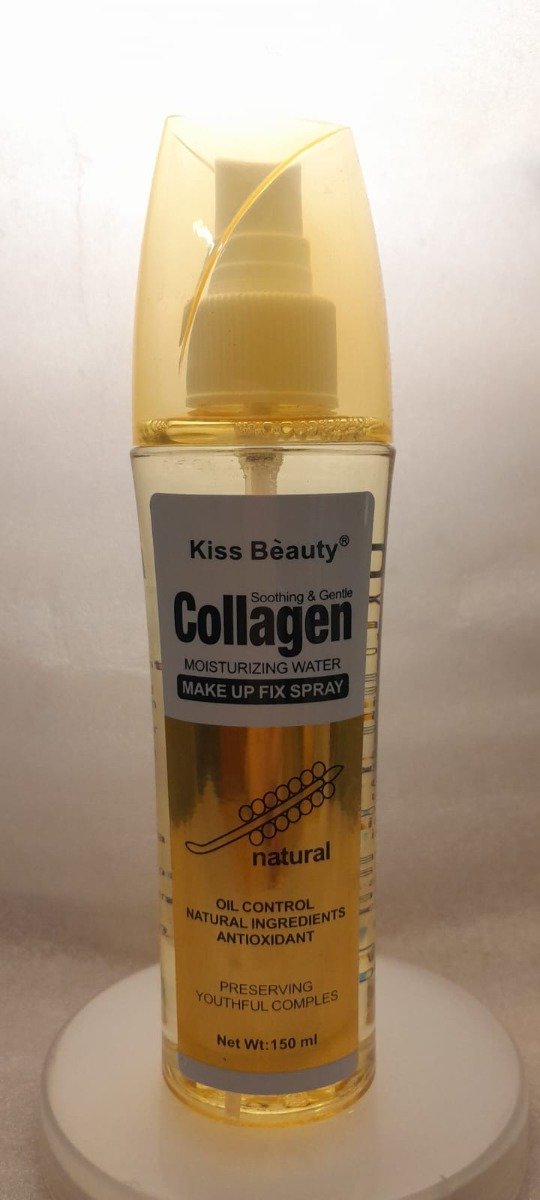 Kiss Bèauty®
Soothing & Gentle
Collagen
MOISTURIZING WATER
MAKE UP FIX SPRAY
natural
OIL CONTROL
NATURAL INGREDIENTS
ANTIOXIDANT
PRESERVING
YOUTHFUL COMPLES
Net Wt:150 ml